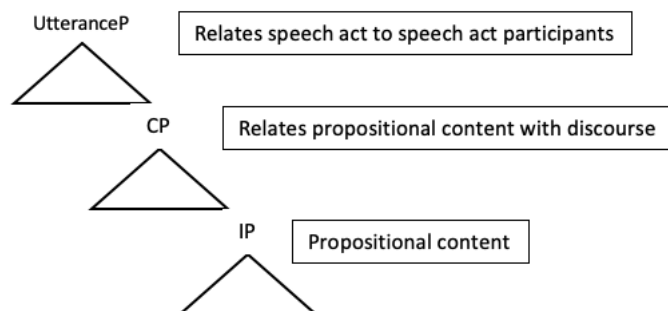 UtteranceP
Relates speech act to speech act participants
CP
Relates propositional content with discourse
IP
Propositional content